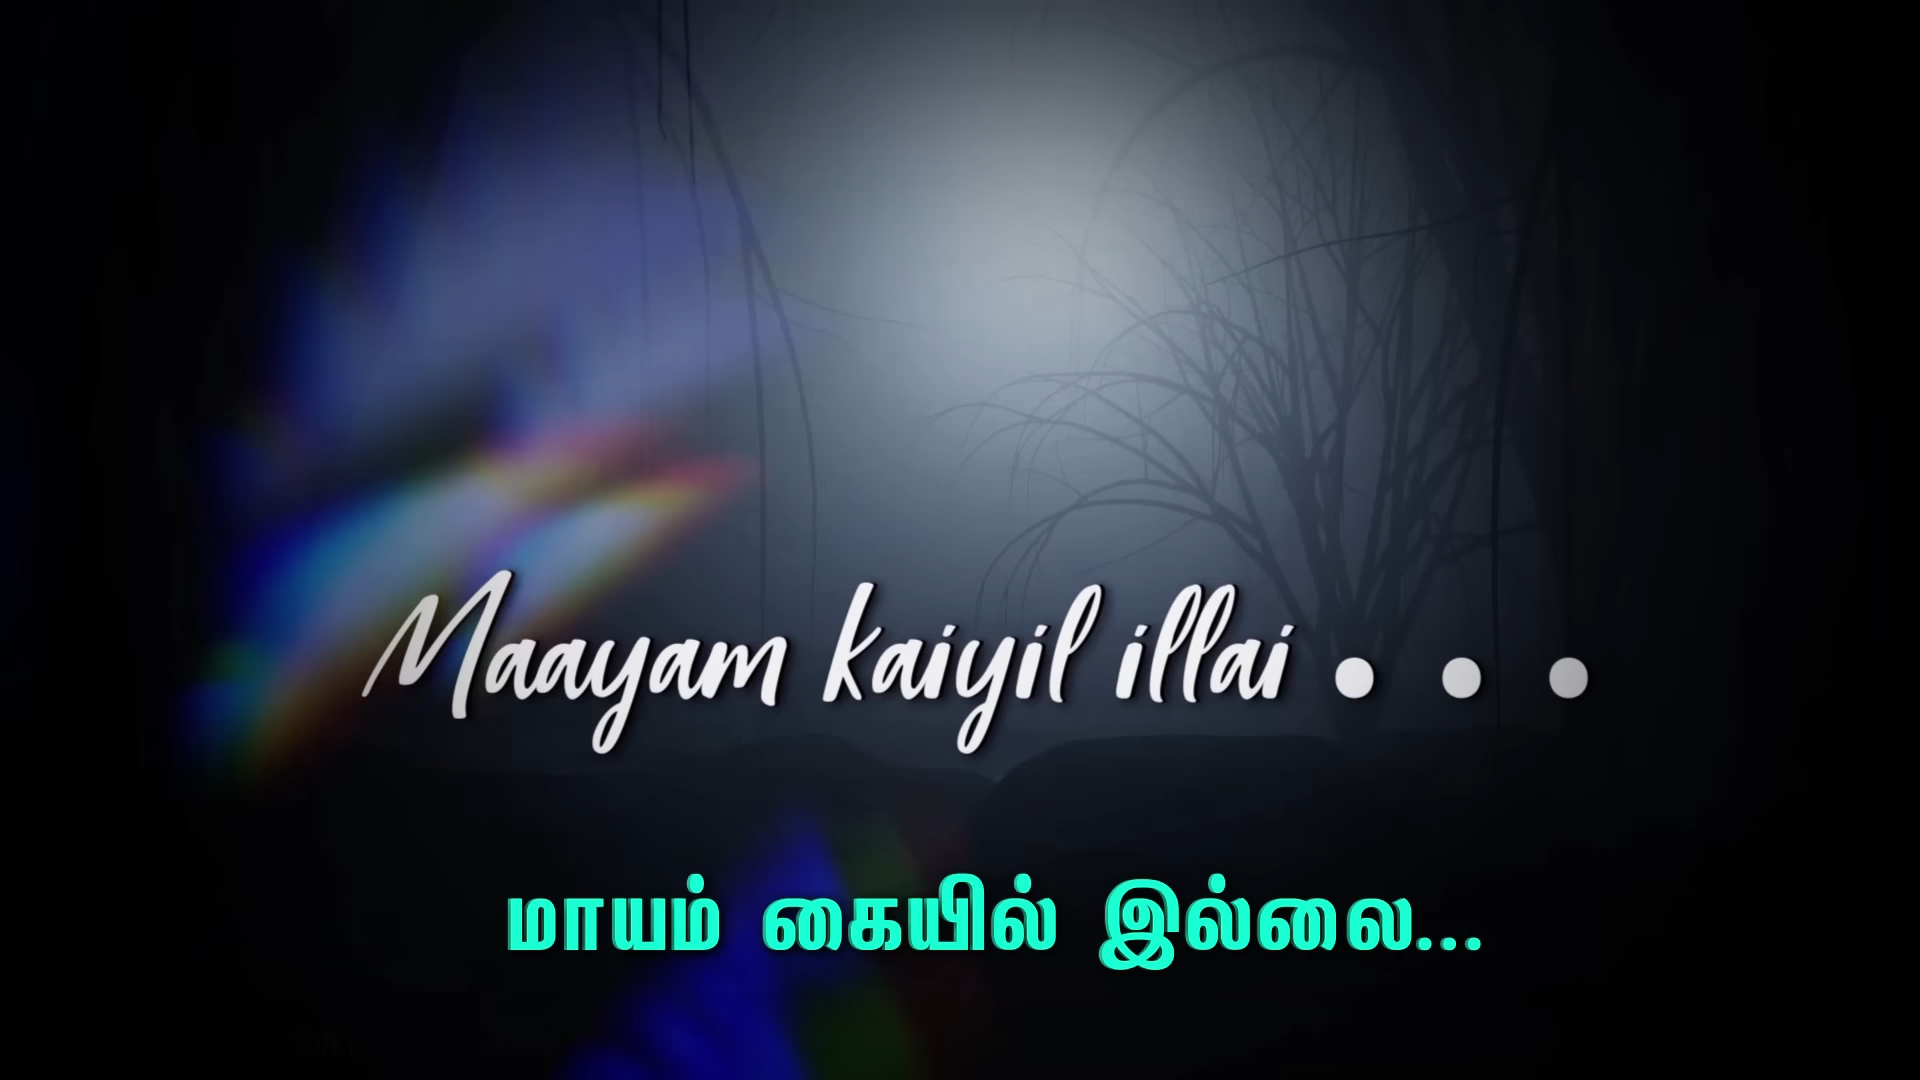 Maayam kaiyil illai . . .
மாயம் கையில் இல்லை...